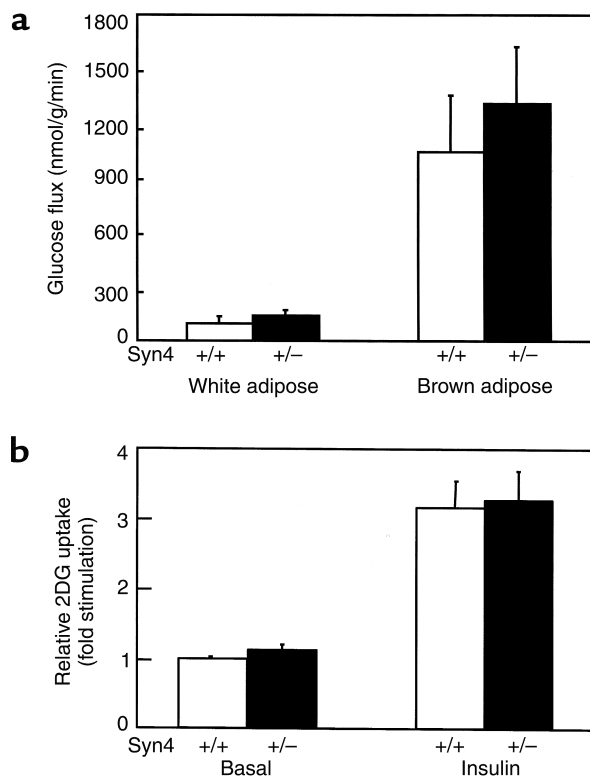 a
Glucose flux (nmol/g/min)
1800
1500
1200
900
600
300
0
Syn4 +/+ +/– +/+ +/–
White adipose Brown adipose
b
Relative 2DG uptake
(fold stimulation)
4
3
2
1
0
Syn4 +/+ +/– +/+ +/–
Basal Insulin